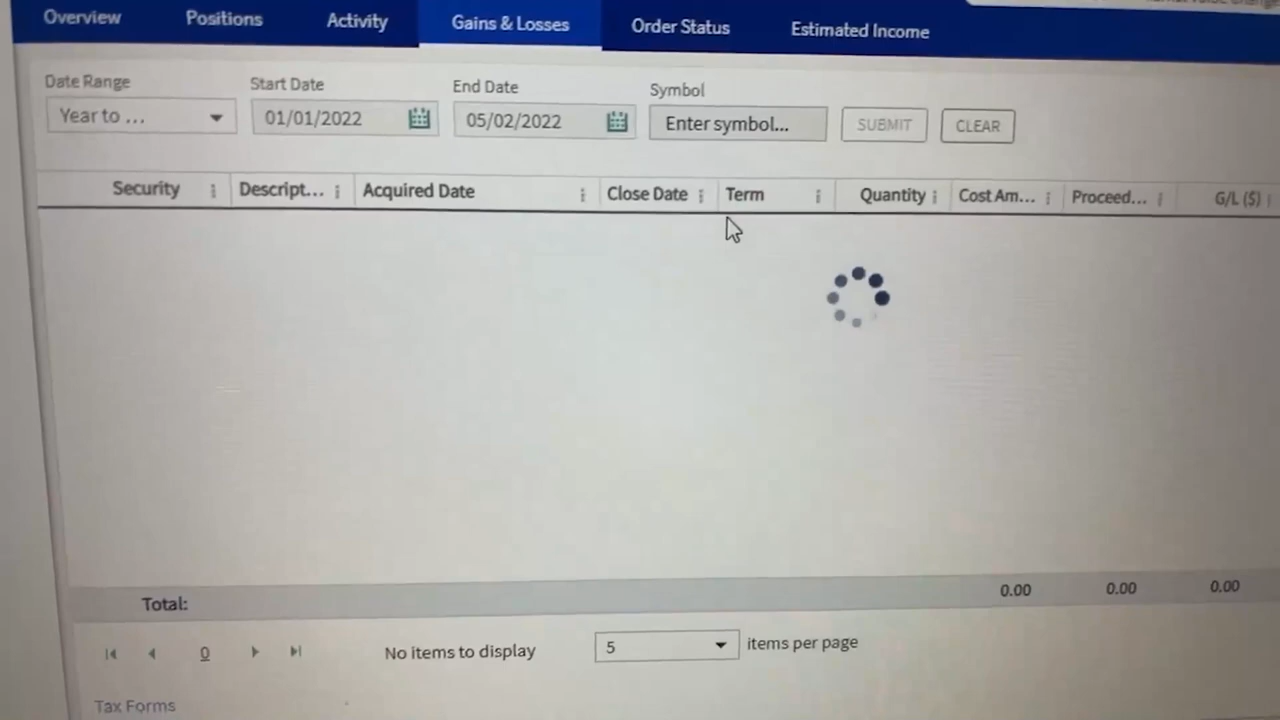 Overview Positions Activity Gains & Losses Order Status Estimated Income
Date Range Start Date End Date Symbol
Year to ... 01/01/2022 05/02/2022 Enter symbol... SUBMIT CLEAR
Security Descript... Acquired Date Close Date Term Quantity Cost Am... Proceed... G/L ($)
Total: 0.00 0.00 0.00
0 No items to display 5 items per page
Tax Forms